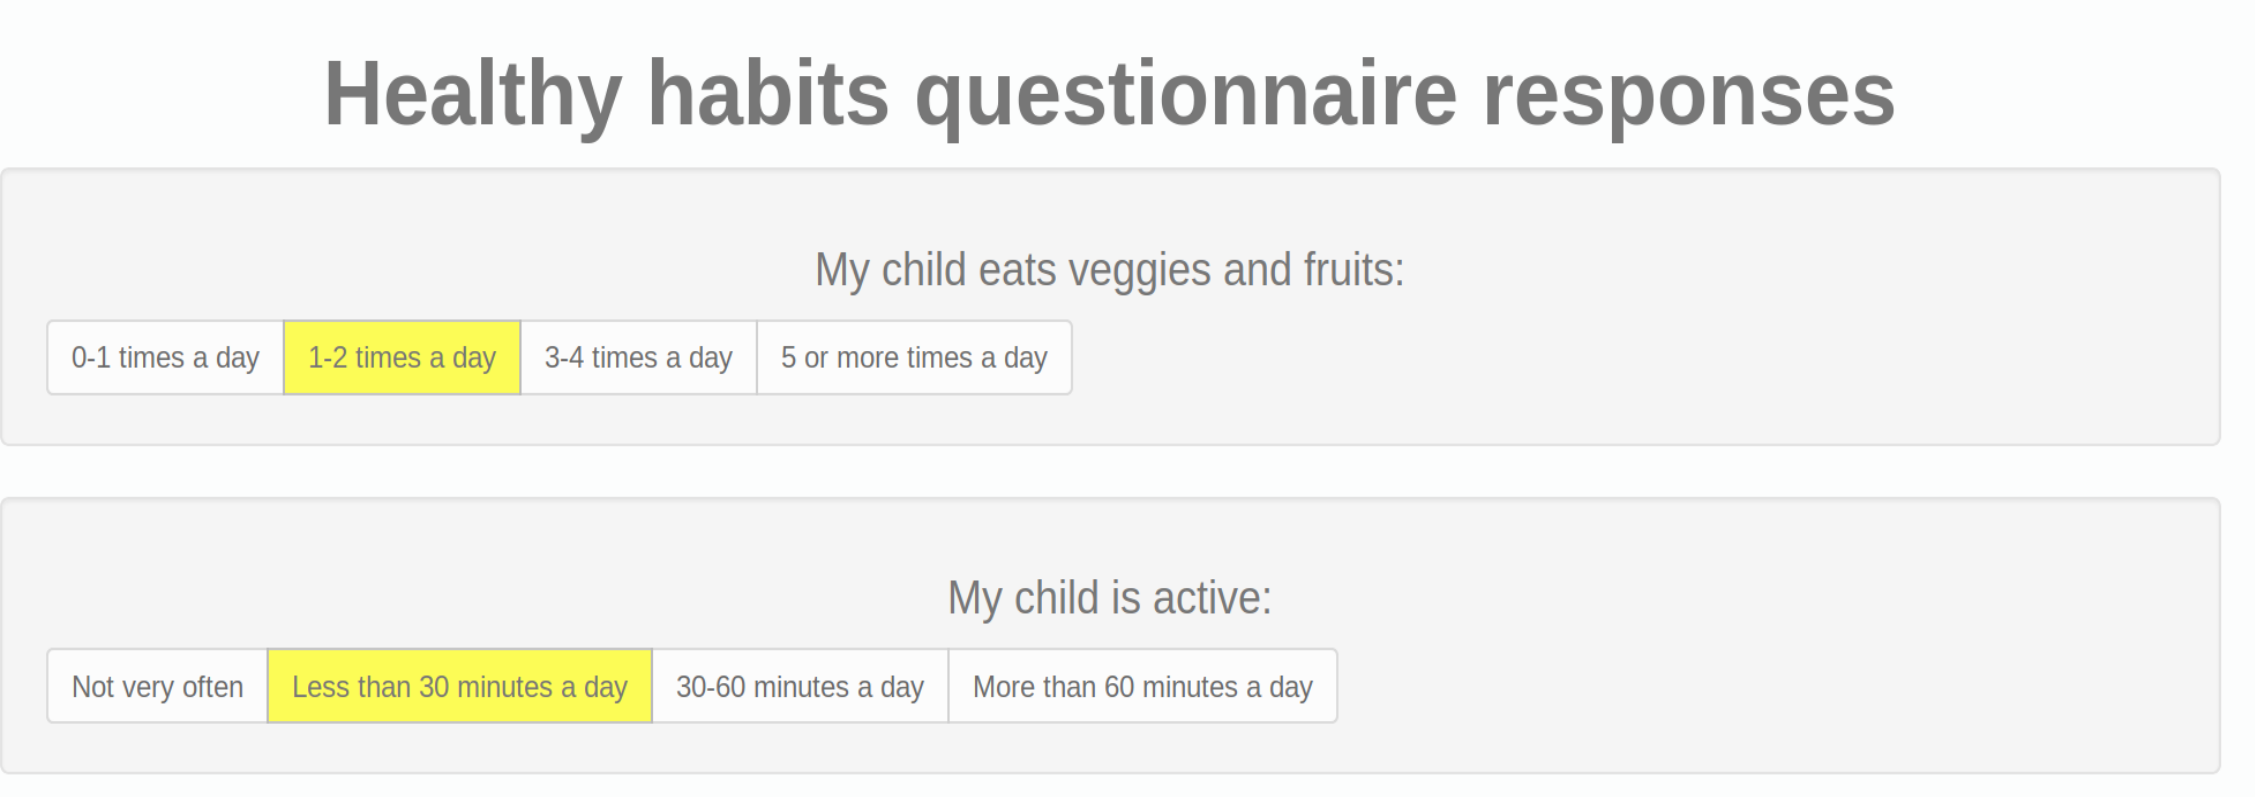 Healthy habits questionnaire responses
My child eats veggies and fruits:
0-1 times a day 1-2 times a day 3-4 times a day 5 or more times a day
My child is active:
Not very often Less than 30 minutes a day 30-60 minutes a day More than 60 minutes a day